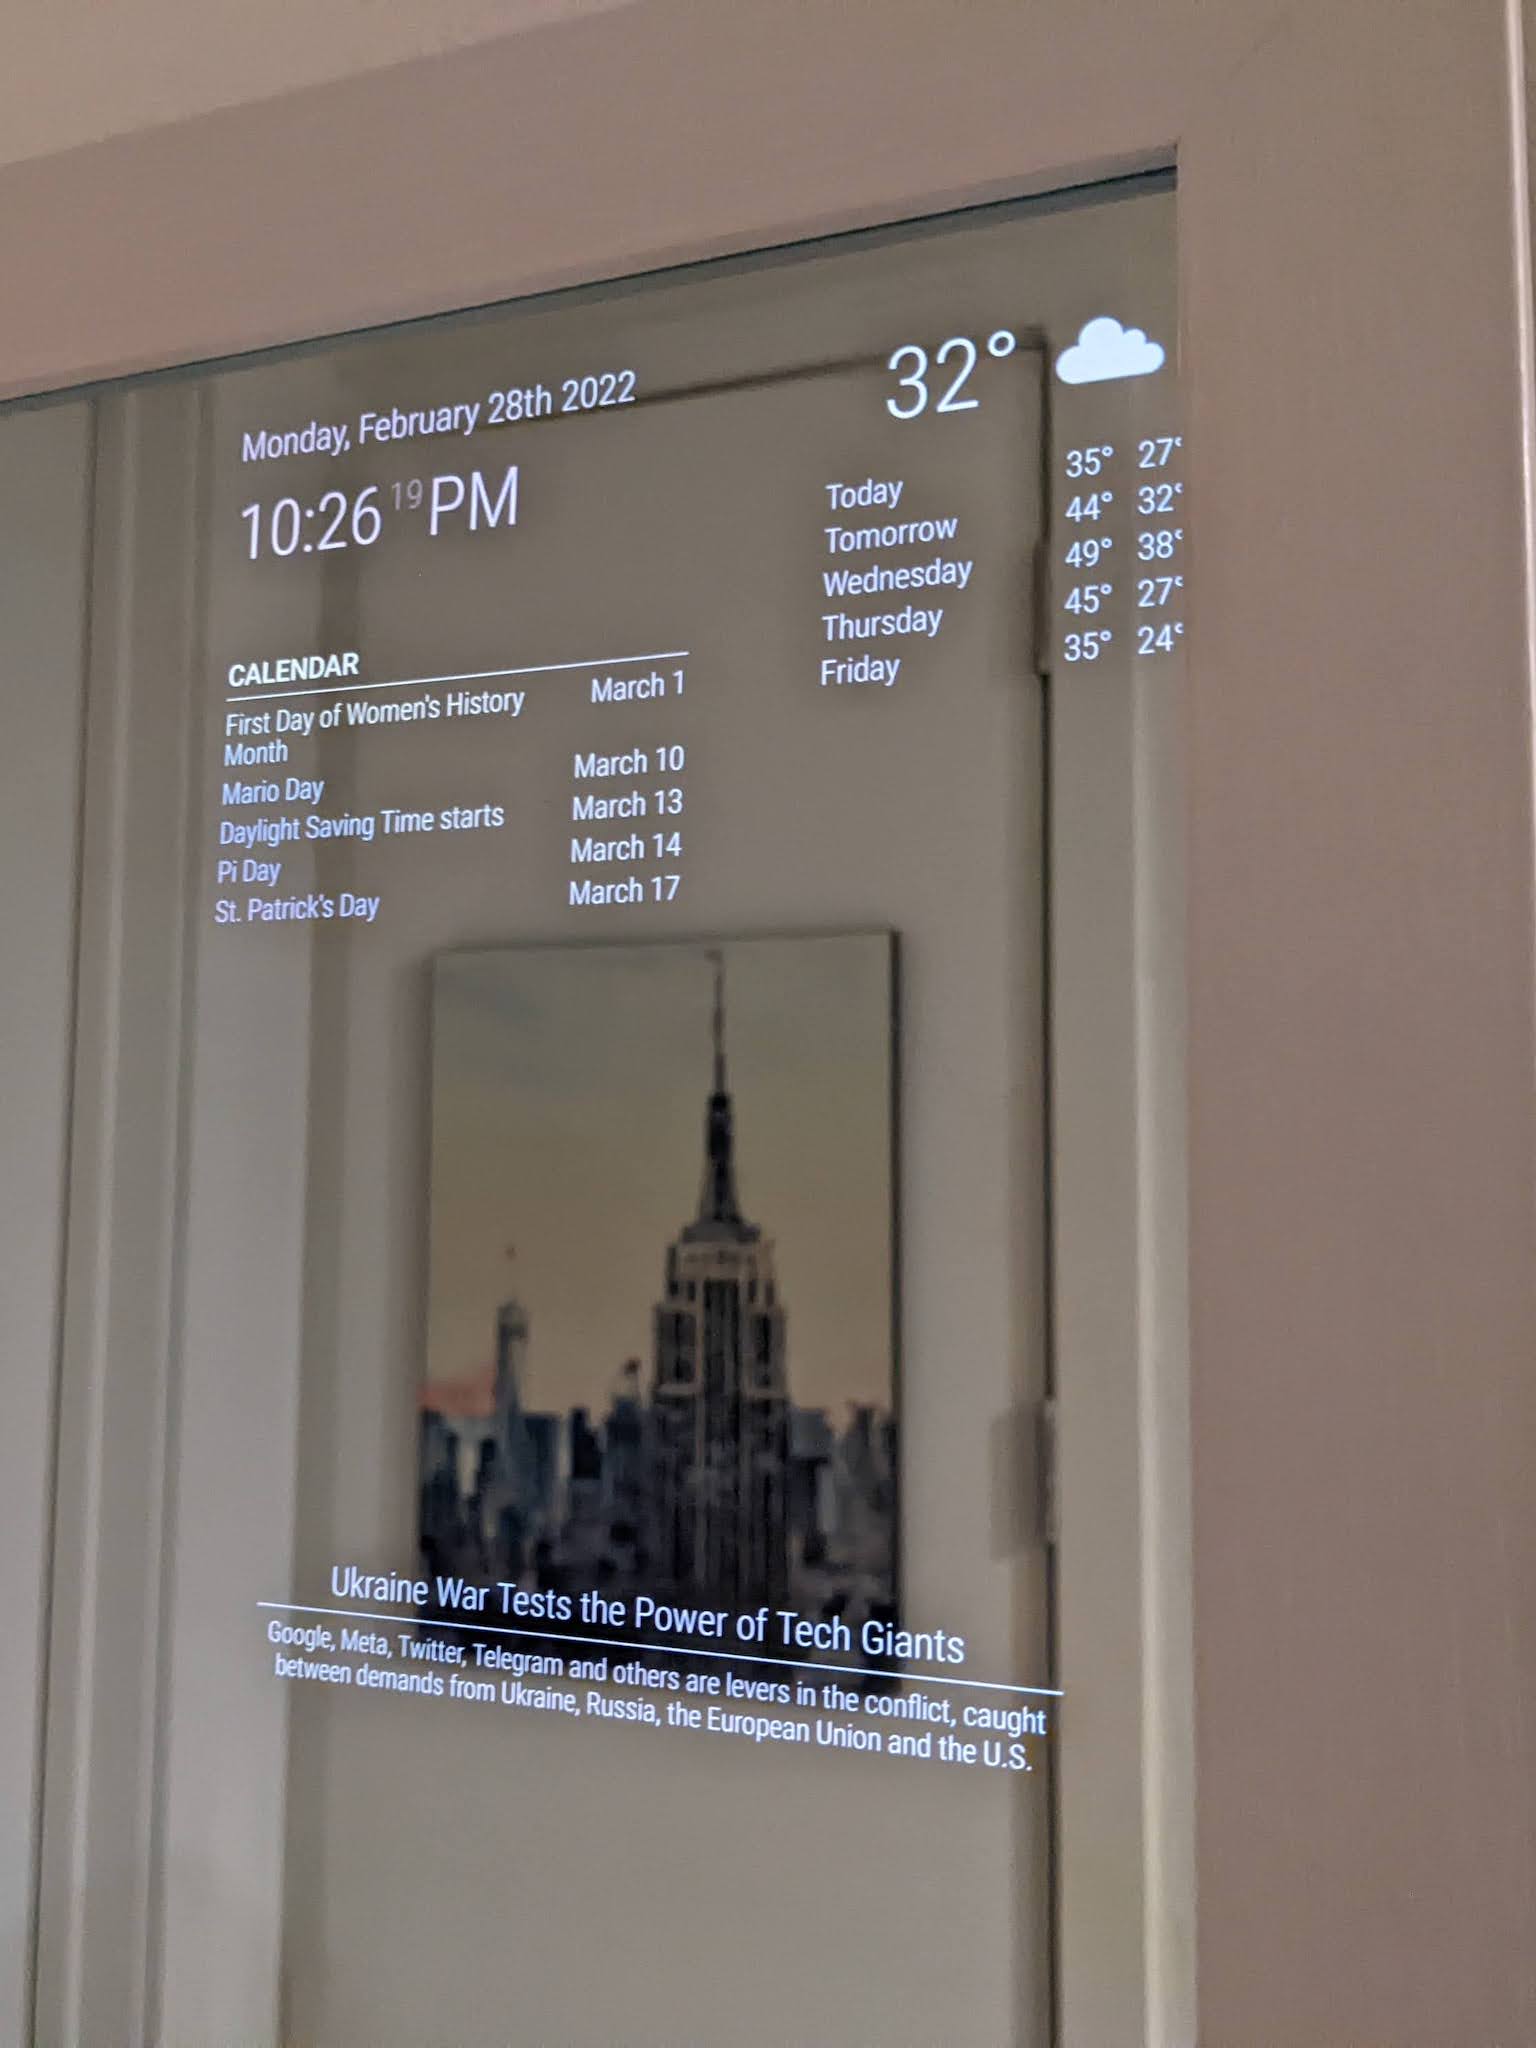 Monday, February 28th 2022
10:26 19 PM
32°
Today 35° 27°
Tomorrow 44° 32°
Wednesday 49° 38°
Thursday 45° 27°
Friday 35° 24°
CALENDAR
First Day of Women's History March 1
Month
Mario Day March 10
Daylight Saving Time starts March 13
Pi Day March 14
St. Patrick's Day March 17
Ukraine War Tests the Power of Tech Giants
Google, Meta, Twitter, Telegram and others are levers in the conflict, caught
between demands from Ukraine, Russia, the European Union and the U.S.